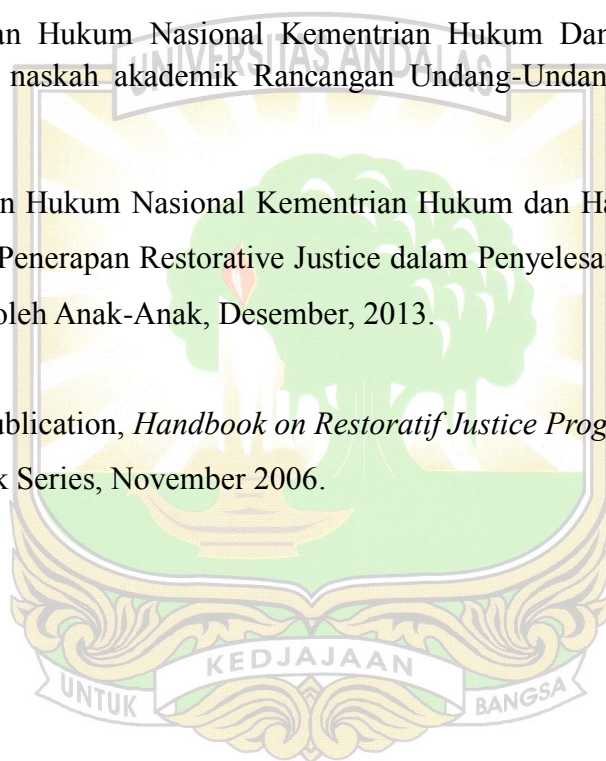 an Hukum Nasional Kementrian Hukum Dan
UNIVERSITAS ANDALAS
naskah akademik Rancangan Undang-Undan
n Hukum Nasional Kementrian Hukum dan Ha
Penerapan Restorative Justice dalam Penyelesa
oleh Anak-Anak, Desember, 2013.
ublication, Handbook on Restoratif Justice Prog
k Series, November 2006.
UNTUK KEDJAJAAN BANGSA